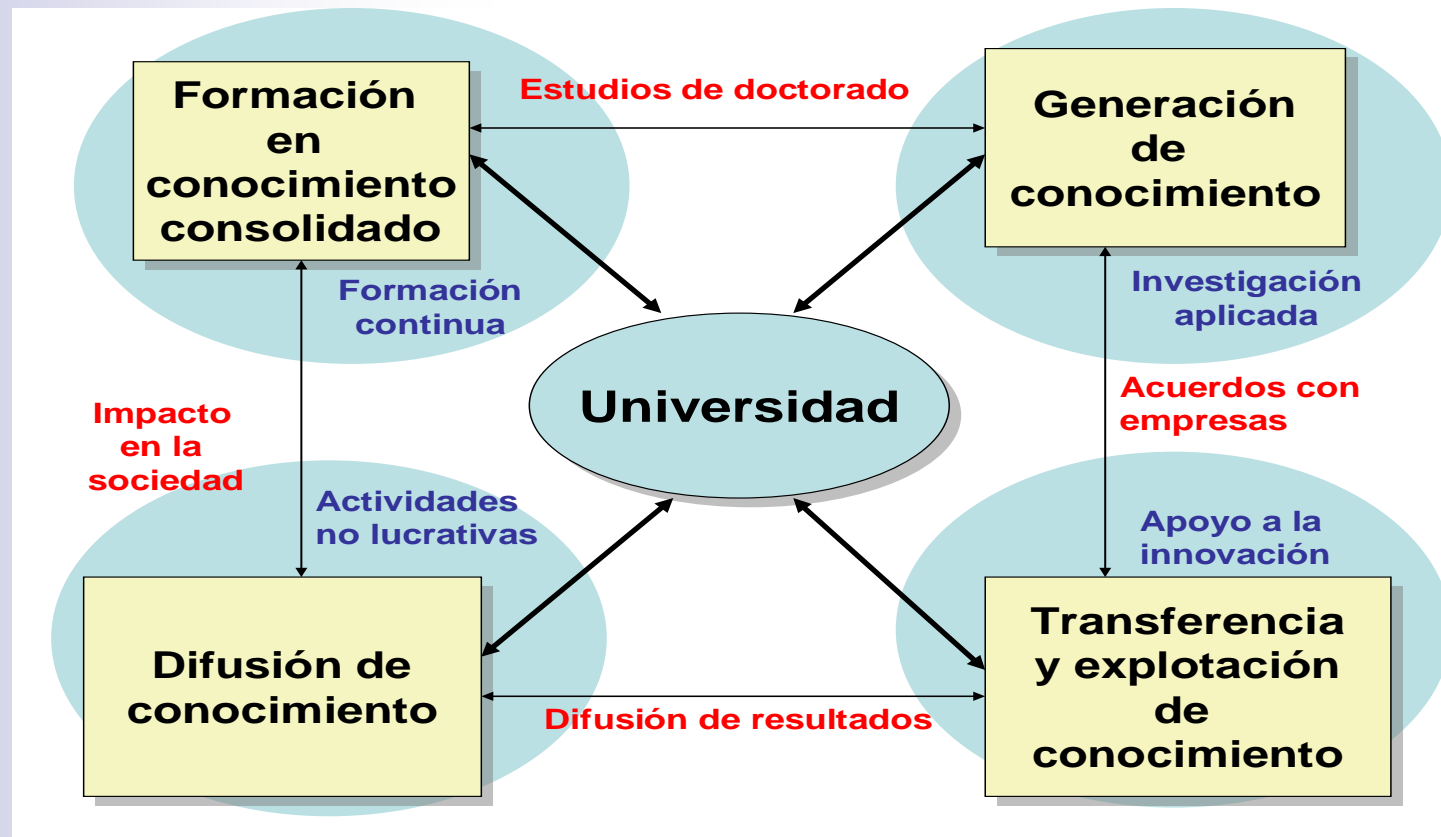 Formación
en
conocimiento
consolidado
Estudios de doctorado
Generación
de
conocimiento
Formación
continua
Investigación
aplicada
Universidad
Impacto
en la
sociedad
Acuerdos con
empresas
Actividades
no lucrativas
Apoyo a la
innovación
Difusión de
conocimiento
Difusión de resultados
Transferencia
y explotación
de
conocimiento